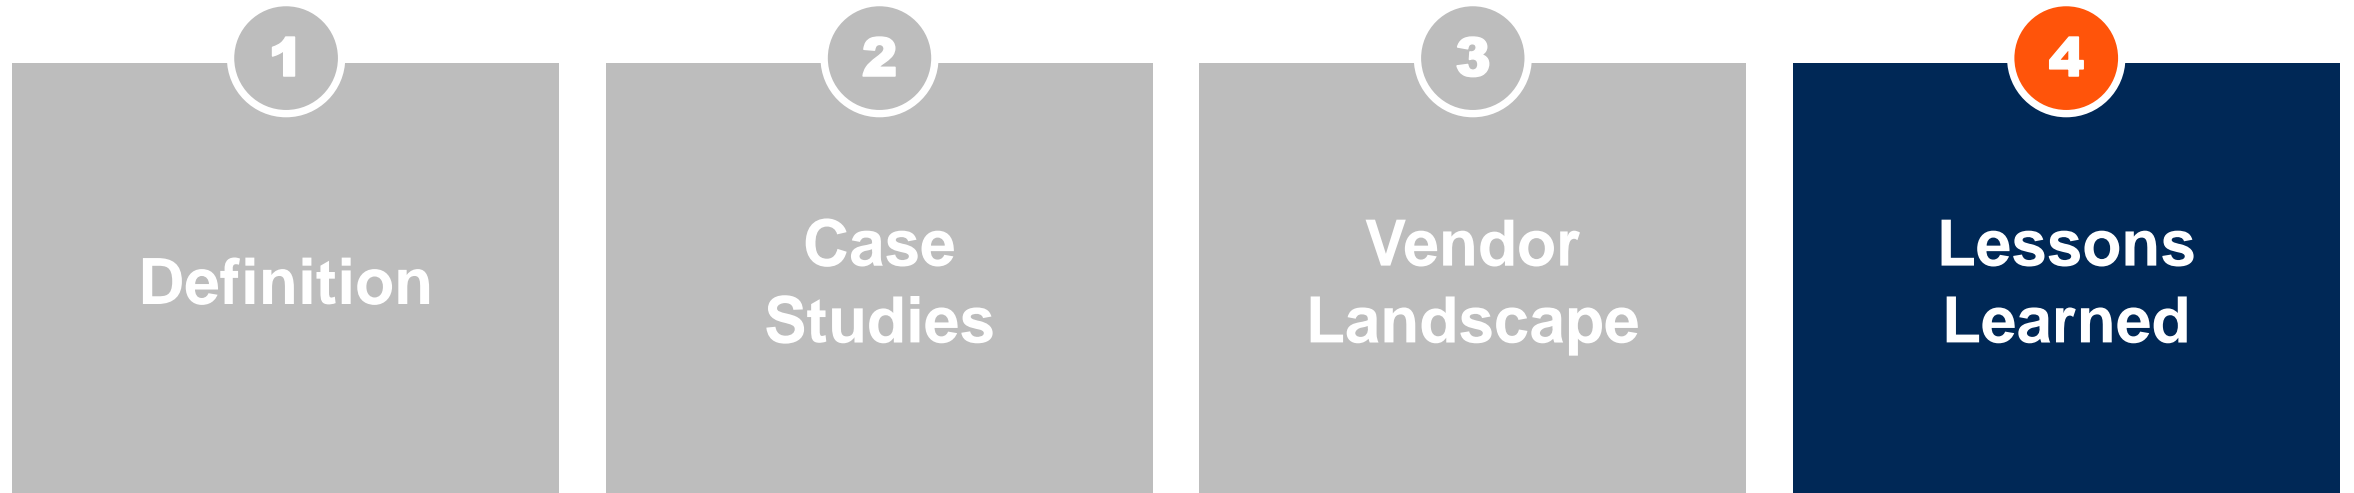 1
Definition
2
Case
Studies
3
Vendor
Landscape
4
Lessons
Learned